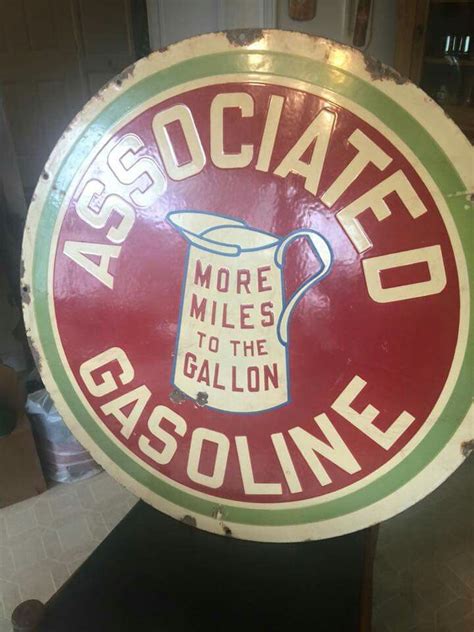 ASSOCIATED
MORE
MILES
TO THE
GALLON
GASOLINE